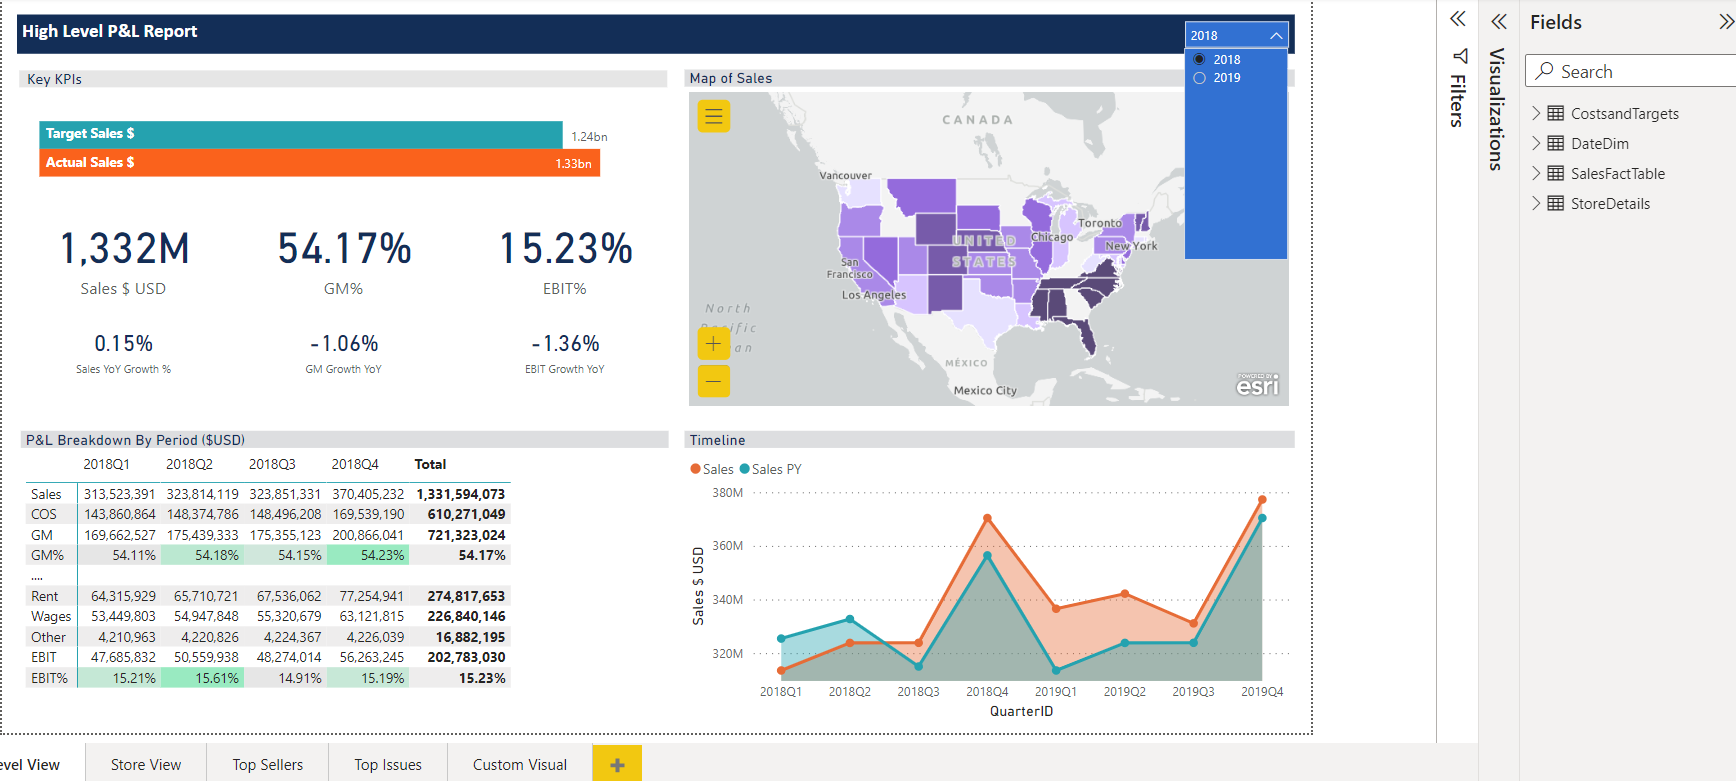 High Level P&L Report
2018
2018
2019
Key KPIs
Target Sales $
1.24bn
Actual Sales $
1.33bn
1,332M
54.17%
15.23%
Sales $ USD
GM%
EBIT%
0.15%
-1.06%
-1.36%
Sales YoY Growth %
GM Growth YoY
EBIT Growth YoY
Map of Sales
CANADA
Vancouver
Toronto
Chicago
New York
UNITED
STATES
San
Francisco
Los Angeles
North
an
MÉXICO
Mexico City
POWERED BY
esri
P&L Breakdown By Period ($USD)
2018Q1 2018Q2 2018Q3 2018Q4 Total
Sales 313,523,391 323,814,119 323,851,331 370,405,232 1,331,594,073
COS 143,860,864 148,374,786 148,496,208 169,539,190 610,271,049
GM 169,662,527 175,439,333 175,355,123 200,866,041 721,323,024
GM% 54.11% 54.18% 54.15% 54.23% 54.17%
....
Rent 64,315,929 65,710,721 67,536,062 77,254,941 274,817,653
Wages 53,449,803 54,947,848 55,320,679 63,121,815 226,840,146
Other 4,210,963 4,220,826 4,224,367 4,226,039 16,882,195
EBIT 47,685,832 50,559,938 48,274,014 56,263,245 202,783,030
EBIT% 15.21% 15.61% 14.91% 15.19% 15.23%
Timeline
Sales Sales PY
380M
360M
340M
320M
Sales $ USD
2018Q1 2018Q2 2018Q3 2018Q4 2019Q1 2019Q2 2019Q3 2019Q4
QuarterID
Filters
Visualizations
Fields
Search
CostsandTargets
DateDim
SalesFactTable
StoreDetails
evel View
Store View
Top Sellers
Top Issues
Custom Visual